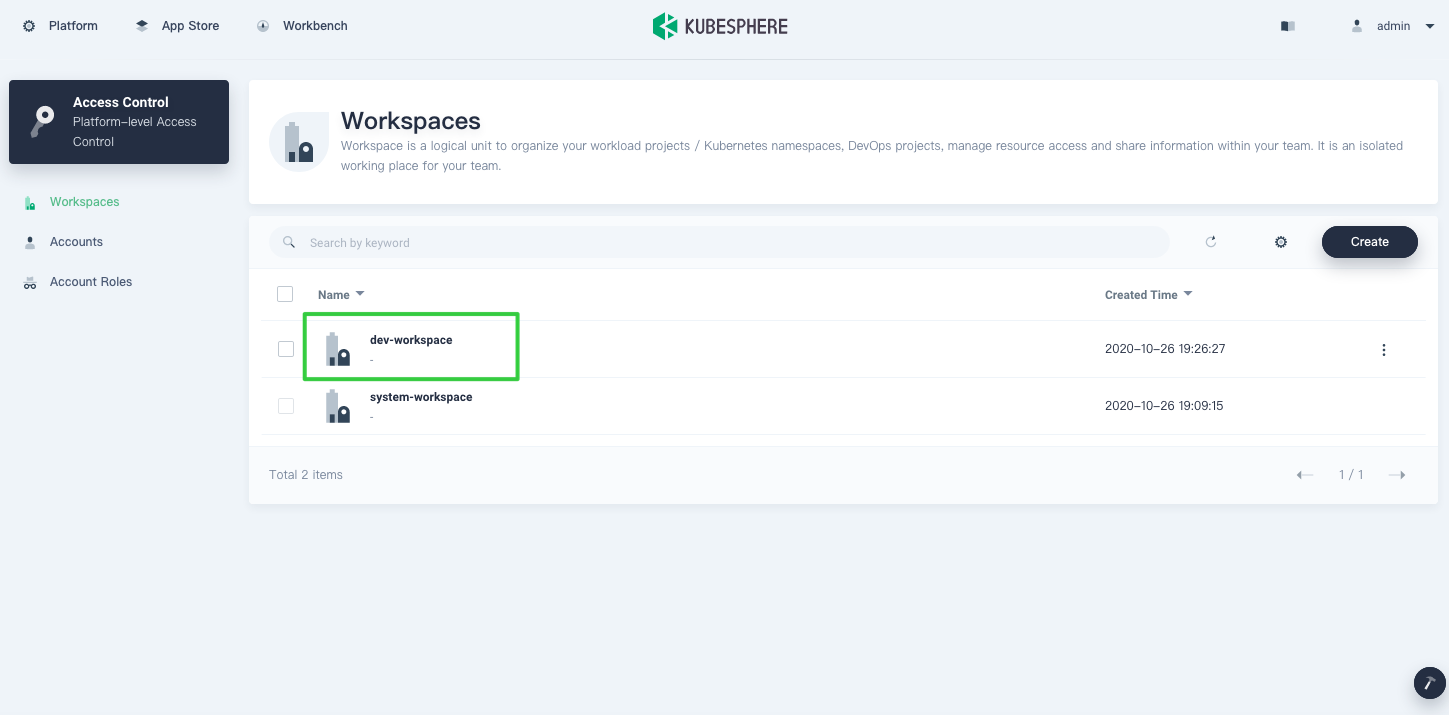 Platform
App Store
Workbench
KUBESPHERE
admin
Access Control
Platform-level Access
Control
Workspaces
Accounts
Account Roles
Workspaces
Workspace is a logical unit to organize your workload projects / Kubernetes namespaces, DevOps projects, manage resource access and share information within your team. It is an isolated
working place for your team.
Search by keyword
Create
Name
Created Time
dev-workspace
-
2020-10-26 19:26:27
system-workspace
-
2020-10-26 19:09:15
Total 2 items
1 / 1